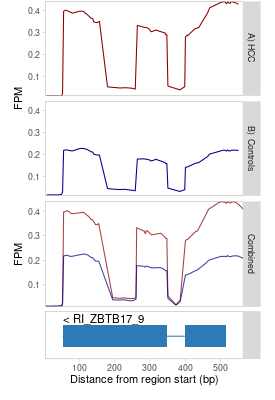 0.4
0.3
0.2
0.1
FPM
A) HCC
0.4
0.3
0.2
0.1
B) Controls
0.4
0.3
0.2
0.1
FPM
Combined
< RI_ZBTB17_9
100 200 300 400 500
Distance from region start (bp)